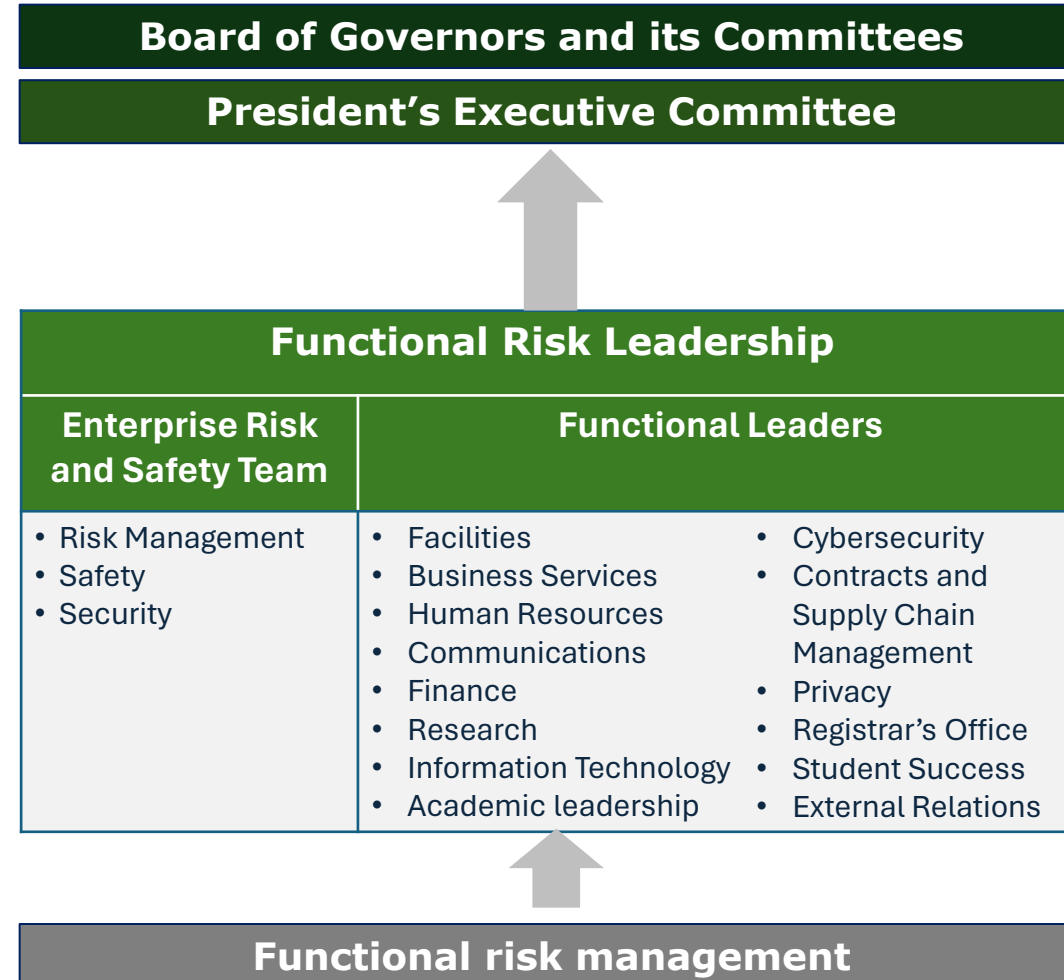 Board of Governors and its Committees
President’s Executive Committee
Functional Risk Leadership
Enterprise Risk
and Safety Team
Functional Leaders
• Risk Management
• Safety
• Security
• Facilities
• Business Services
• Human Resources
• Communications
• Finance
• Research
• Information Technology
• Academic leadership
• Cybersecurity
• Contracts and
Supply Chain
Management
• Privacy
• Registrar’s Office
• Student Success
• External Relations
Functional risk management